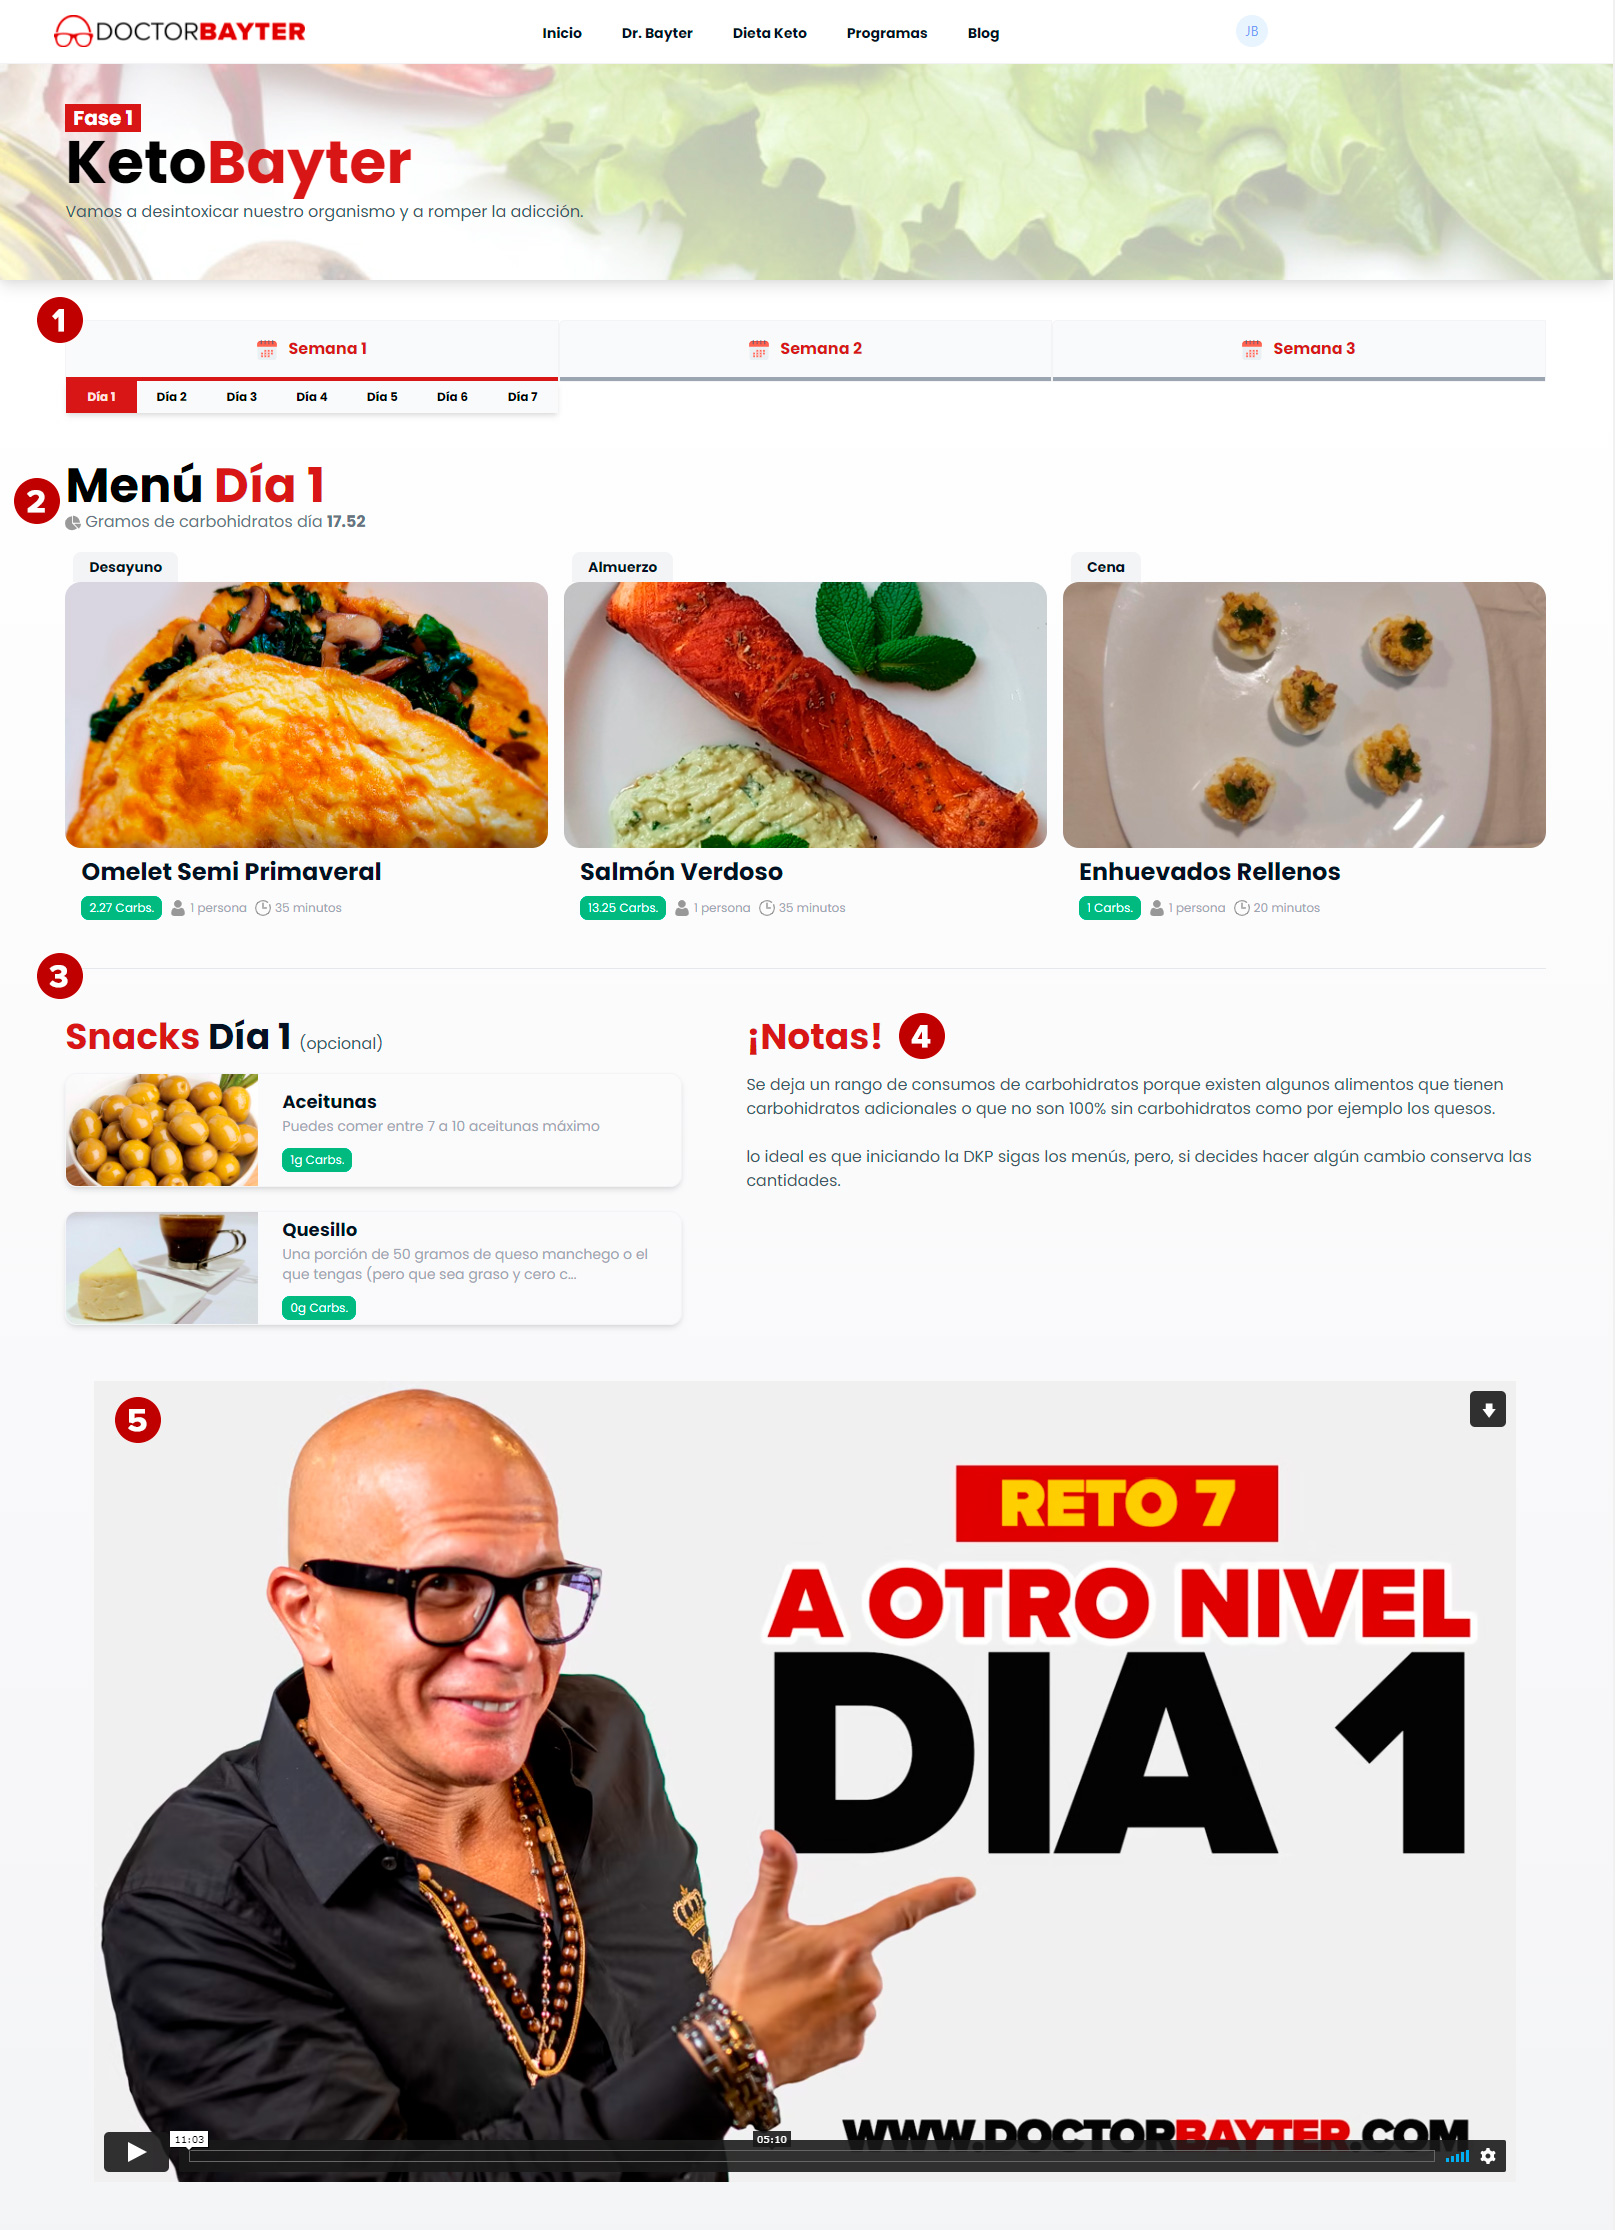 DOCTORBAYTER
Inicio
Dr. Bayter
Dieta Keto
Programas
Blog
JB
Fase 1
KetoBayter
Vamos a desintoxicar nuestro organismo y a romper la adicción.
1
Semana 1
Semana 2
Semana 3
Día 1
Día 2
Día 3
Día 4
Día 5
Día 6
Día 7
2
Menú Día 1
Gramos de carbohidratos día 17.52
Desayuno
Omelet Semi Primaveral
2.27 Carbs.
1 persona
35 minutos
Almuerzo
Salmón Verdoso
13.25 Carbs.
1 persona
35 minutos
Cena
Enhuevados Rellenos
1 Carbs.
1 persona
20 minutos
3
Snacks Día 1 (opcional)
Aceitunas
Puedes comer entre 7 a 10 aceitunas máximo
1g Carbs.
Quesillo
Una porción de 50 gramos de queso manchego o el
que tengas (pero que sea graso y cero c...
0g Carbs.
¡Notas!
4
Se deja un rango de consumos de carbohidratos porque existen algunos alimentos que tienen
carbohidratos adicionales o que no son 100% sin carbohidratos como por ejemplo los quesos.
lo ideal es que iniciando la DKP sigas los menús, pero, si decides hacer algún cambio conserva las
cantidades.
5
RETO 7
A OTRO NIVEL
DIA 1
WWW.DOCTORBAYTER.COM
11:03
05:10